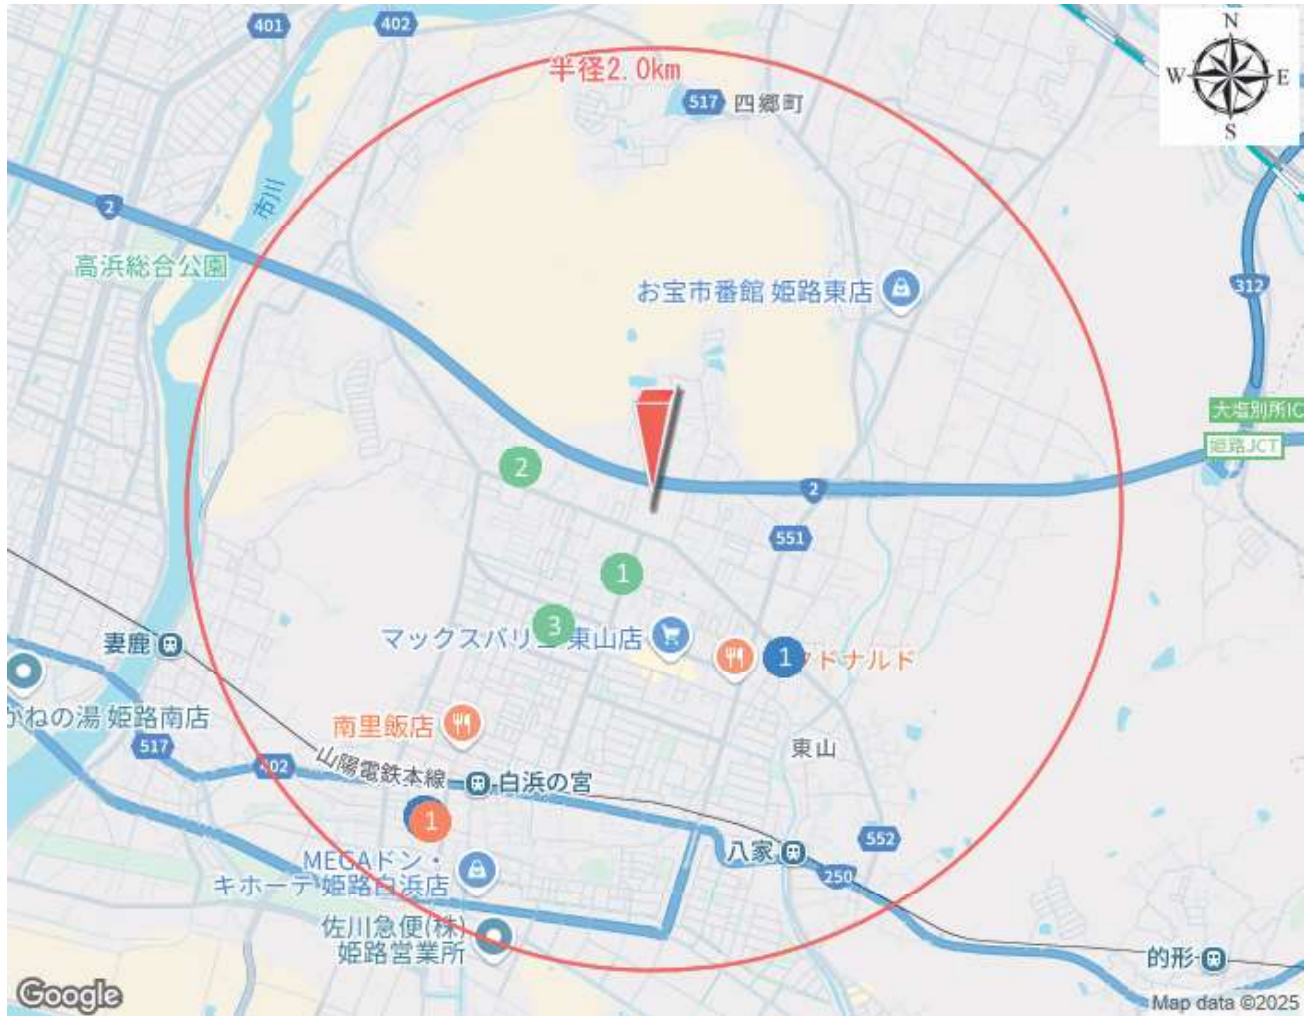 401
402
N
W
E
S
半径2.0km
517
四郷町
市川
2
高浜総合公園
お宝市番館 姫路東店
312
大塩別所IC
姫路JCT
2
2
551
1
3
マックスバリュ 東山店
1
クドナルド
妻鹿
がねの湯 姫路南店
南里飯店
517
402
山陽電鉄本線
白浜の宮
東山
1
552
MEGAドン・
キホーテ 姫路白浜店
八家
250
佐川急便(株)
姫路営業所
的形
Google
Map data ©2025